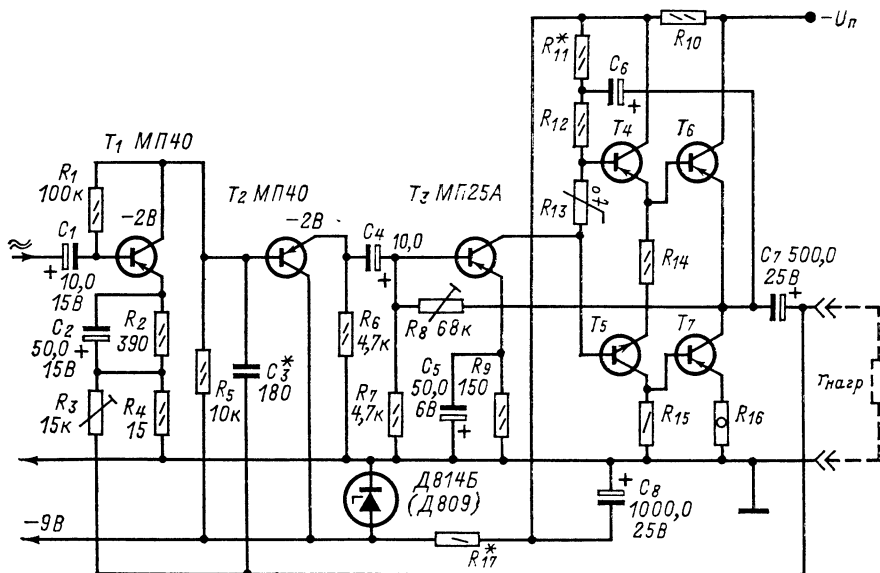 -Uп
R10
R11*
C6
+
R12
T4
T6
T1 МП40
R1
100к
T2 МП40
-2В
-2В
T3 МП25А
R13
t°
C1
+
10,0
15В
C4
10,0
+
R14
C7 500,0
25В
+
C2
50,0
15В
+
R2
390
R8 68к
T5
T7
R6
4,7к
rнагр
R3
15к
R4
15
R5
10к
C3*
180
R7
4,7к
C5
50,0
6В
+
R9
150
R15
R16
Д814Б
(Д809)
+
C8
1000,0
25В
-9В
R17*